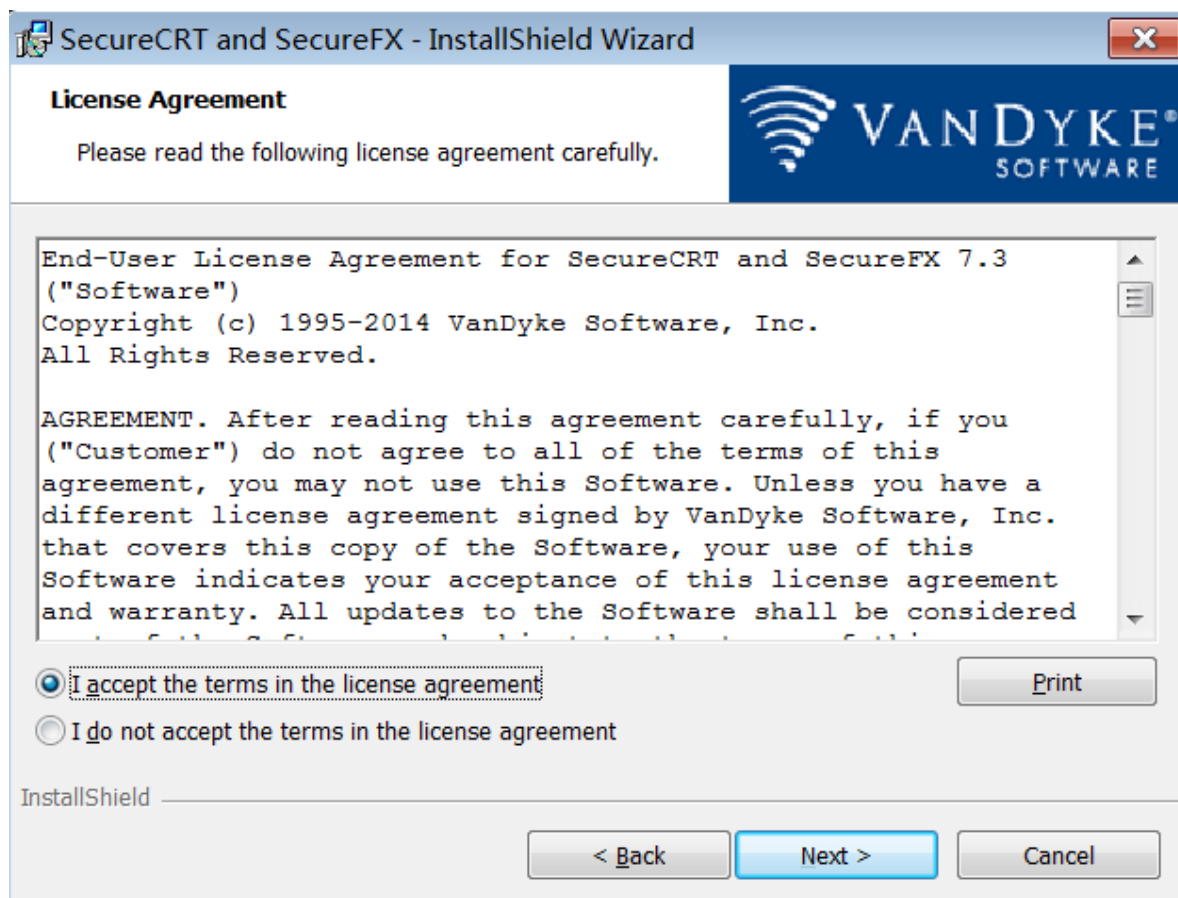 SecureCRT and SecureFX - InstallShield Wizard
License Agreement
Please read the following license agreement carefully.
VANDYKE®
SOFTWARE
End-User License Agreement for SecureCRT and SecureFX 7.3
("Software")
Copyright (c) 1995-2014 VanDyke Software, Inc.
All Rights Reserved.
AGREEMENT. After reading this agreement carefully, if you
("Customer") do not agree to all of the terms of this
agreement, you may not use this Software. Unless you have a
different license agreement signed by VanDyke Software, Inc.
that covers this copy of the Software, your use of this
Software indicates your acceptance of this license agreement
and warranty. All updates to the Software shall be considered
I accept the terms in the license agreement
Print
I do not accept the terms in the license agreement
InstallShield
< Back
Next >
Cancel